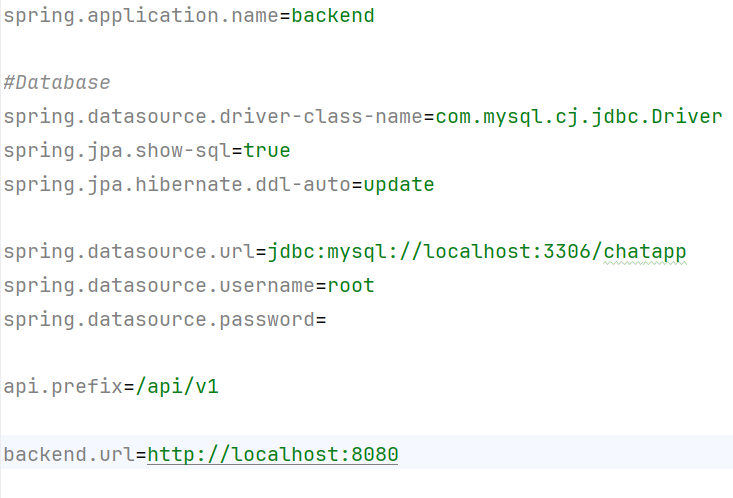 spring.application.name=backend
#Database
spring.datasource.driver-class-name=com.mysql.cj.jdbc.Driver
spring.jpa.show-sql=true
spring.jpa.hibernate.ddl-auto=update
spring.datasource.url=jdbc:mysql://localhost:3306/chatapp
spring.datasource.username=root
spring.datasource.password=
api.prefix=/api/v1
backend.url=http://localhost:8080